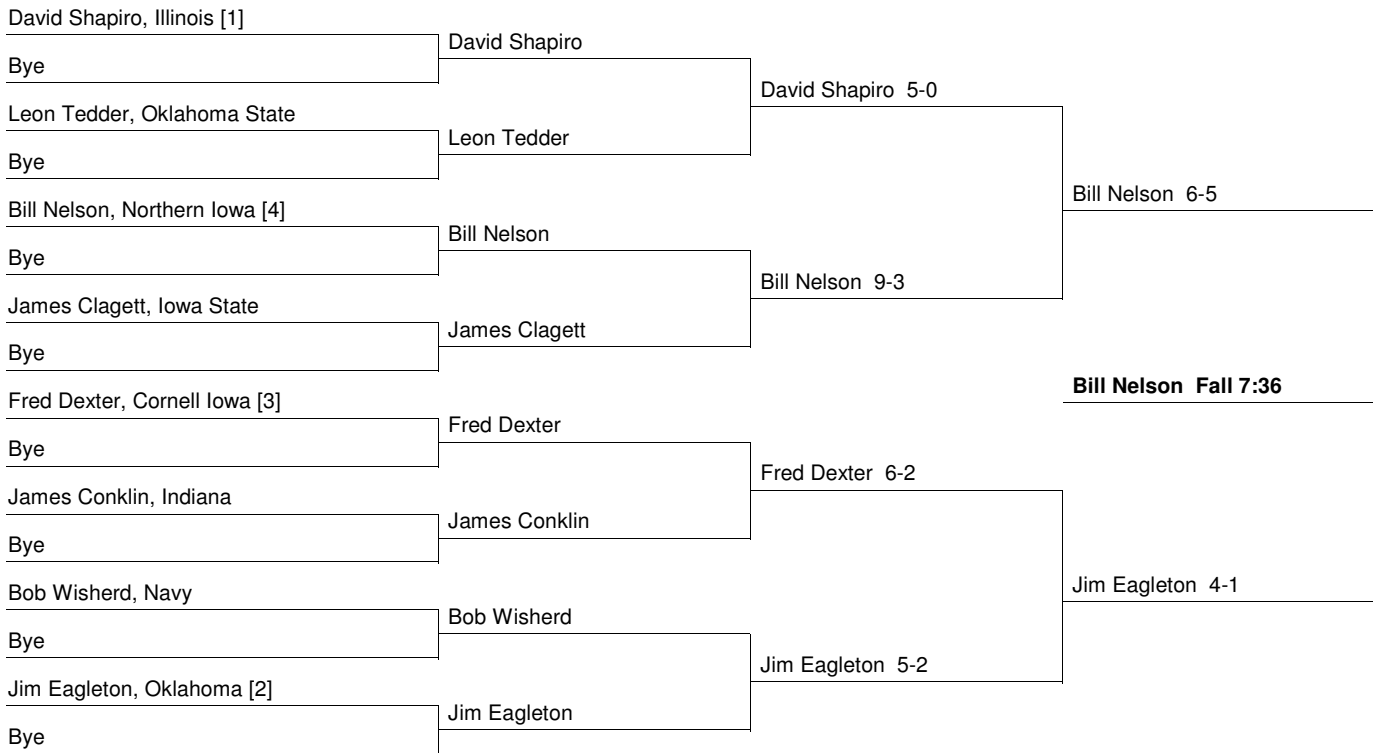 David Shapiro, Illinois [1]
Bye
Leon Tedder, Oklahoma State
Bye
Bill Nelson, Northern Iowa [4]
Bye
James Clagett, Iowa State
Bye
Fred Dexter, Cornell Iowa [3]
Bye
James Conklin, Indiana
Bye
Bob Wisherd, Navy
Bye
Jim Eagleton, Oklahoma [2]
Bye
David Shapiro
Leon Tedder
Bill Nelson
James Clagett
Fred Dexter
James Conklin
Bob Wisherd
Jim Eagleton
David Shapiro 5-0
Bill Nelson 9-3
Fred Dexter 6-2
Jim Eagleton 5-2
Bill Nelson 6-5
Bill Nelson Fall 7:36
Jim Eagleton 4-1